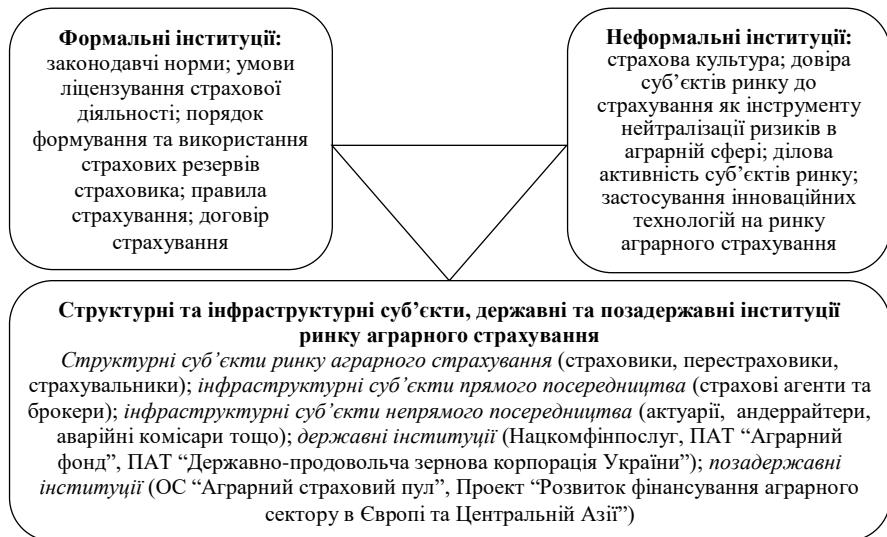 Формальні інституції:
законодавчі норми; умови
ліцензування страхової
діяльності; порядок
формування та використання
страхових резервів
страховика; правила
страхування; договір
страхування
Неформальні інституції:
страхова культура; довіра
суб’єктів ринку до
страхування як інструменту
нейтралізації ризиків в
аграрній сфері; ділова
активність суб’єктів ринку;
застосування інноваційних
технологій на ринку
аграрного страхування
Структурні та інфраструктурні суб’єкти, державні та позадержавні інституції
ринку аграрного страхування
Структурні суб’єкти ринку аграрного страхування (страховики, перестраховики,
страхувальники); інфраструктурні суб’єкти прямого посередництва (страхові агенти та
брокери); інфраструктурні суб’єкти непрямого посередництва (актуарії, андеррайтери,
аварійні комісари тощо); державні інституції (Нацкомфінпослуг, ПАТ “Аграрний
фонд”, ПАТ “Державно-продовольча зернова корпорація України”); позадержавні
інституції (ОС “Аграрний страховий пул”, Проект “Розвиток фінансування аграрного
сектору в Європі та Центральній Азії”)